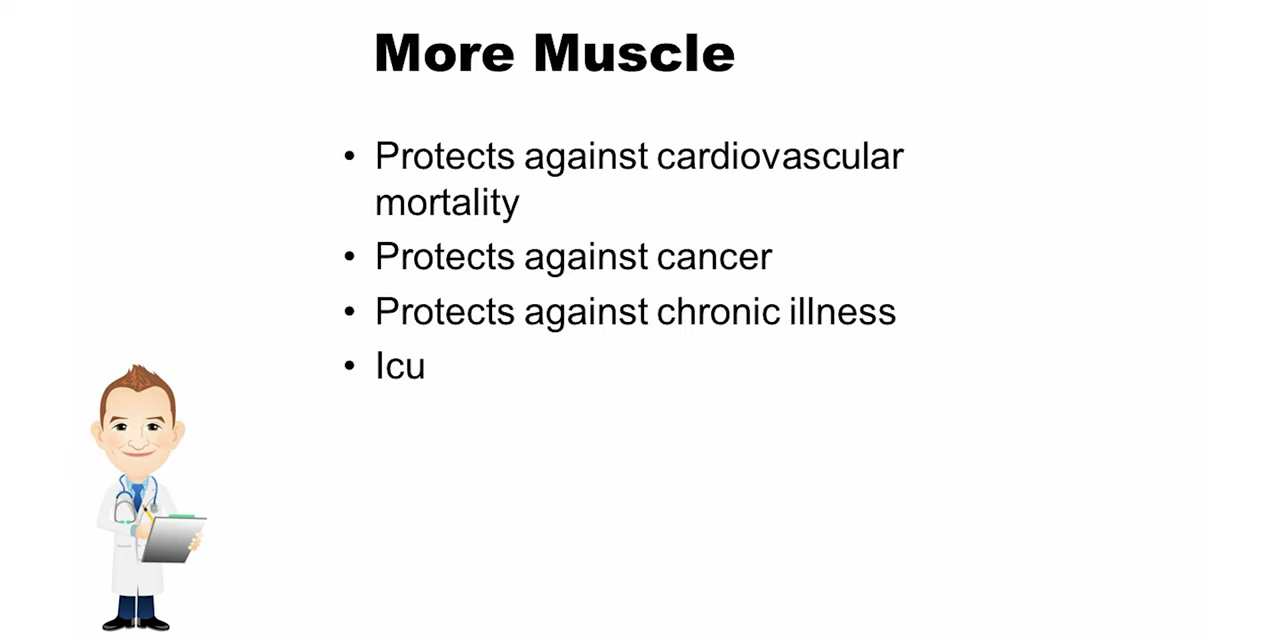 More Muscle
• Protects against cardiovascular
mortality
• Protects against cancer
• Protects against chronic illness
• Icu